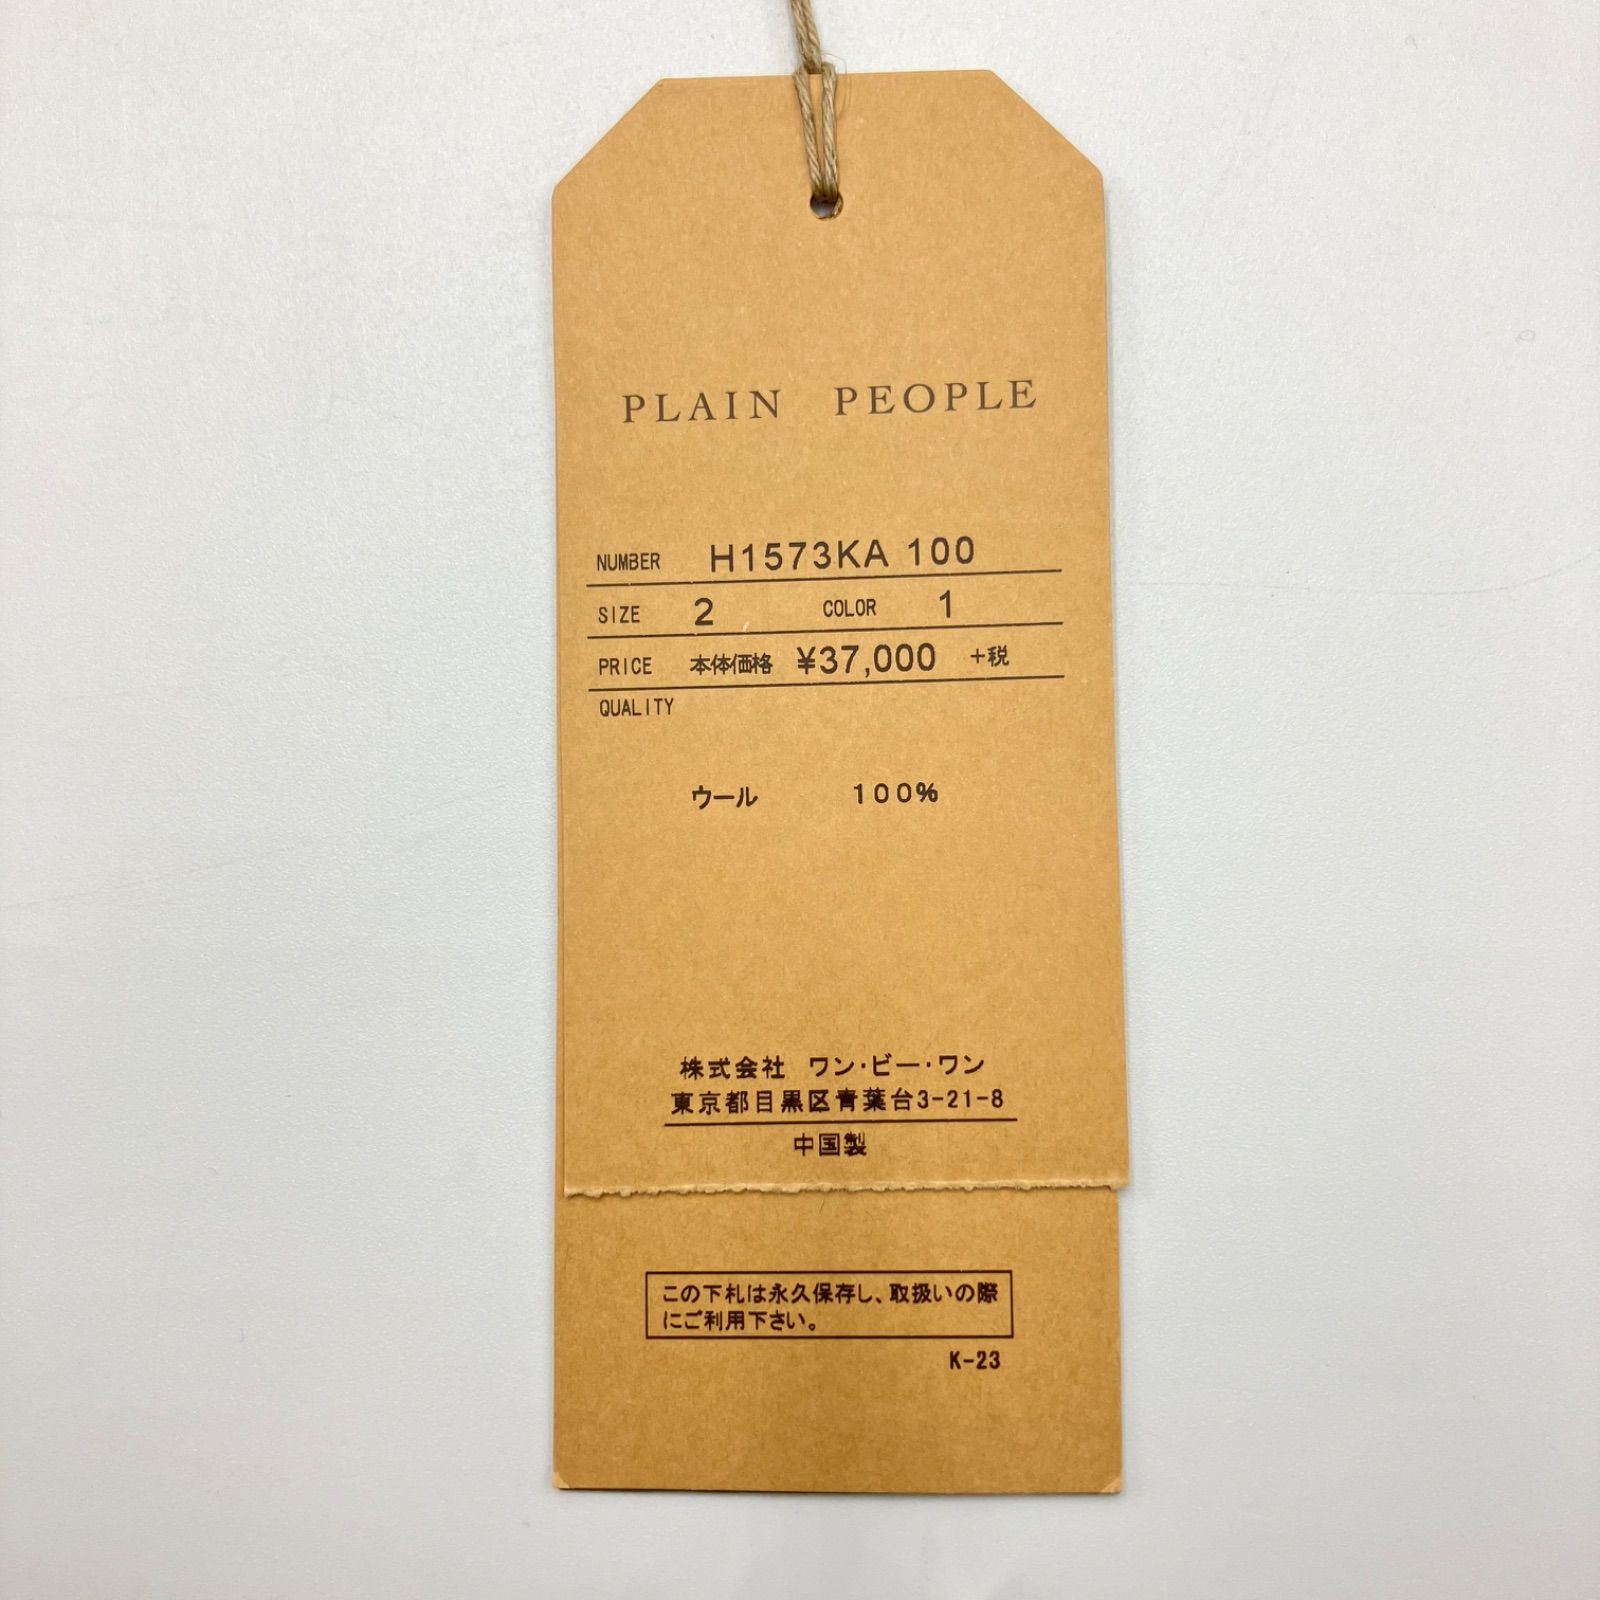 PLAIN PEOPLE
NUMBER H1573KA 100
SIZE 2 COLOR 1
PRICE 本体価格 ¥37,000 +税
QUALITY
ウール 100%
株式会社 ワン・ビー・ワン
東京都目黒区青葉台3-21-8
中国製
この下札は永久保存し、取扱いの際
にご利用下さい。
K-23